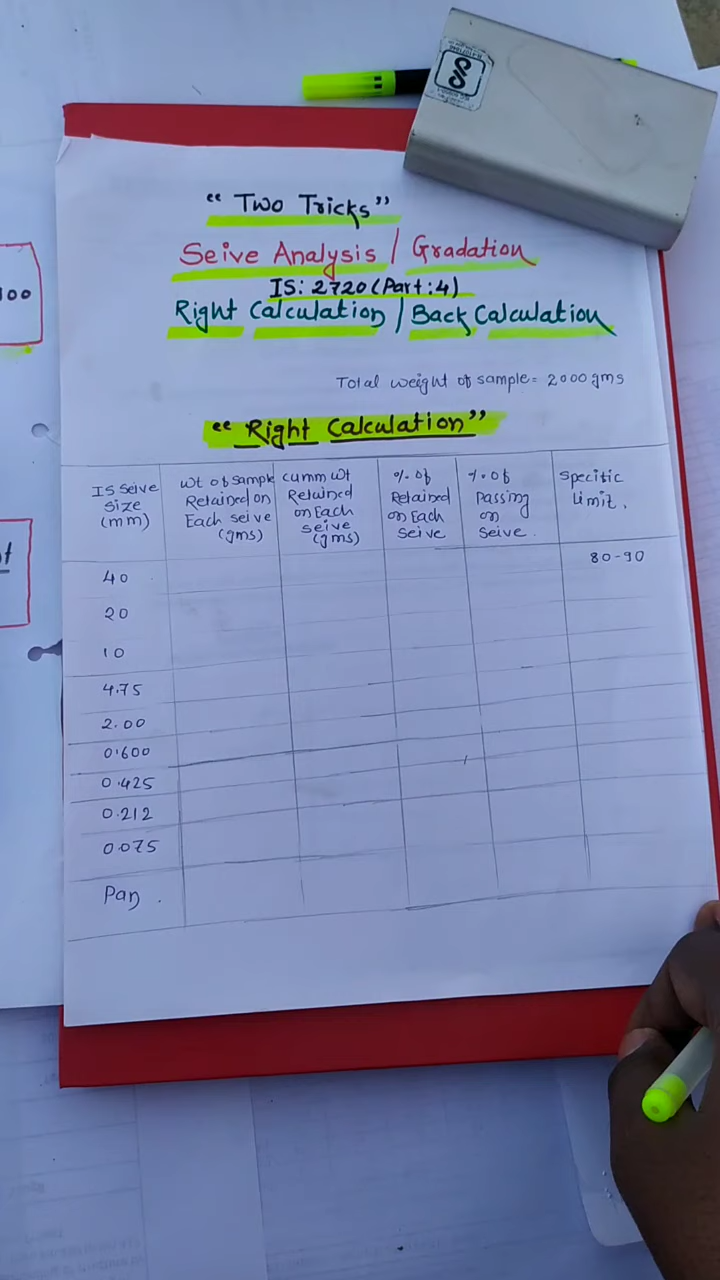 “Two Tricks”
Seive Analysis / Gradation
IS: 2720 (Part:4)
Right Calculation / Back Calculation
Total weight of sample = 2000 gms
“Right Calculation”
IS Seive
Size
(mm)
wt of sample
Retained on
Each seive
(gms)
cumm wt
Retained
on Each
seive
(gms)
%.of
Retained
on Each
Seive
%.of
Passing
on
Seive.
Specific
limit.
40
80-90
20
10
4.75
2.00
0.600
0.425
0.212
0.075
Pan.
100